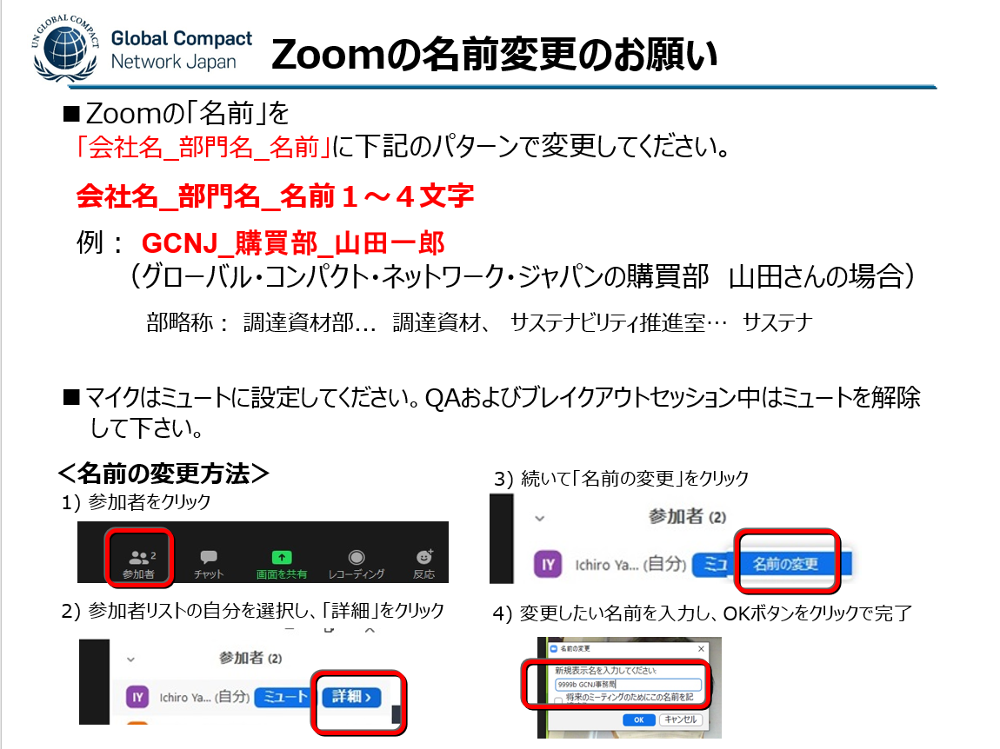 UN GLOBAL COMPACT
Global Compact
Network Japan
Zoomの名前変更のお願い
■Zoomの「名前」を
「会社名_部門名_名前」に下記のパターンで変更してください。
会社名_部門名_名前１～４文字
例： GCNJ_購買部_山田一郎
（グローバル・コンパクト・ネットワーク・ジャパンの購買部　山田さんの場合）
部略称： 調達資材部… 調達資材、 サステナビリティ推進室… サステナ
■マイクはミュートに設定してください。QAおよびブレイクアウトセッション中はミュートを解除
して下さい。
＜名前の変更方法＞
1) 参加者をクリック
2
参加者 チャット 画面を共有 レコーディング 反応
2) 参加者リストの自分を選択し、「詳細」をクリック
参加者 (2)
IY Ichiro Ya... (自分) ミュート 詳細 ›
3) 続いて「名前の変更」をクリック
参加者 (2)
IY Ichiro Ya... (自分) ミュ 名前の変更
4) 変更したい名前を入力し、OKボタンをクリックで完了
名前の変更
新規表示名を入力してください:
9999b GCNJ事務局
将来のミーティングのためにこの名前を記
OK キャンセル